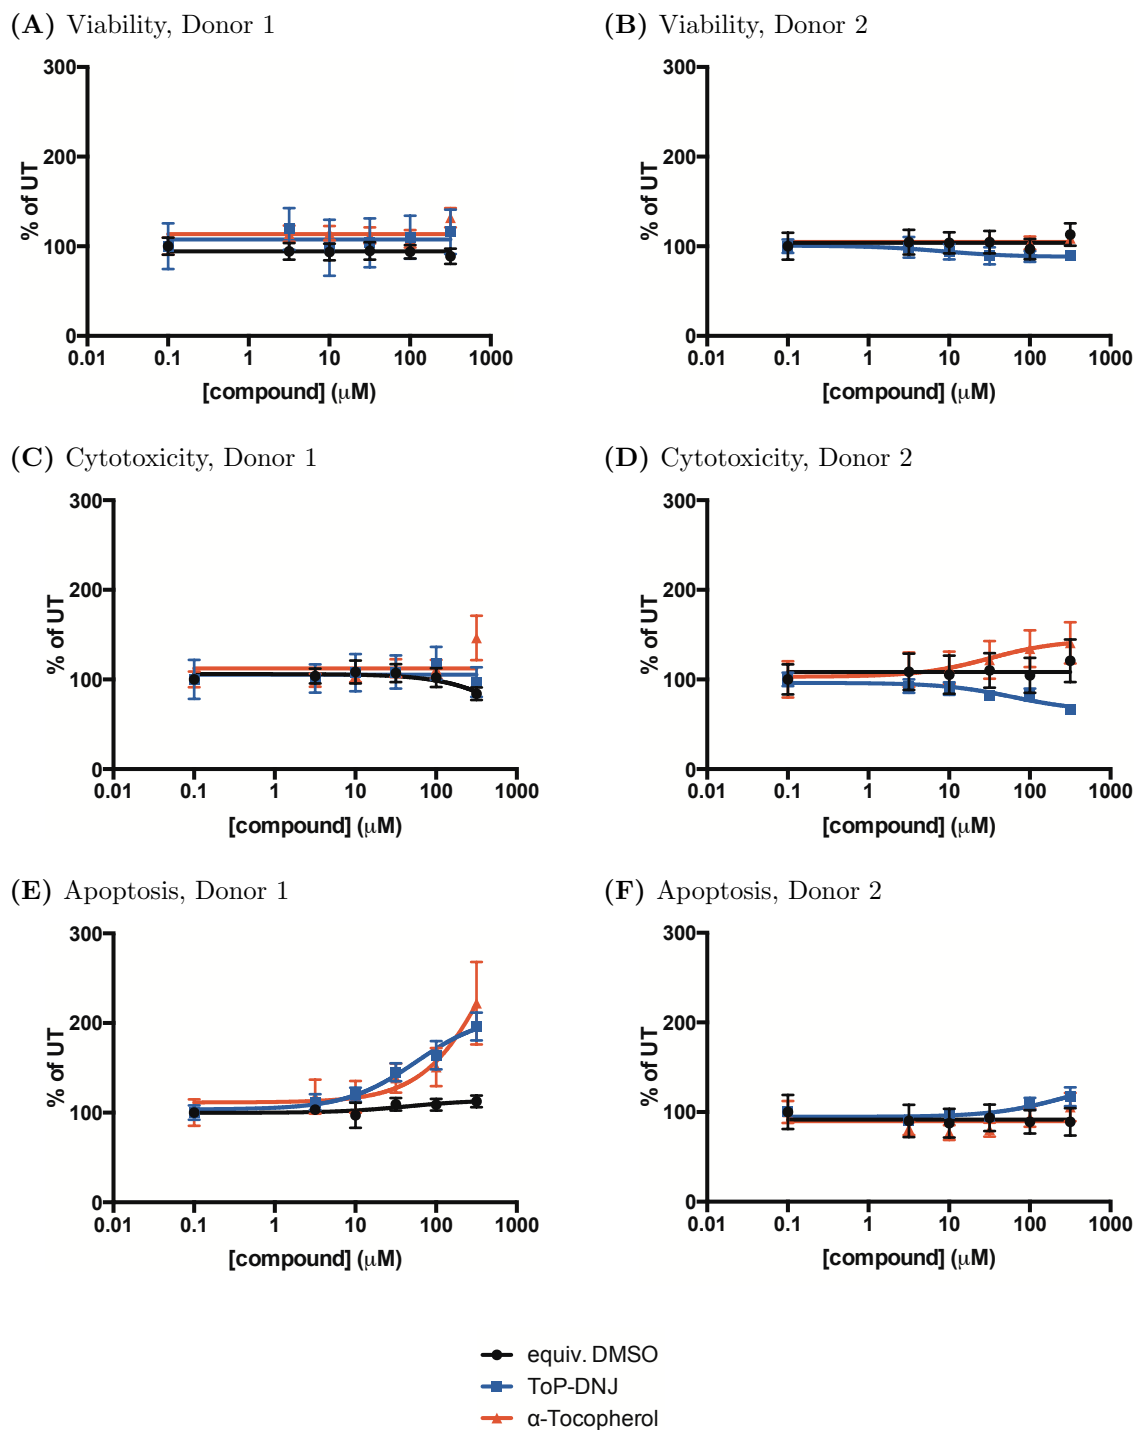 (A) Viability, Donor 1
(B) Viability, Donor 2
300
200
100
0
% of UT
0.01 0.1 1 10 100 1000
[compound] (μM)
300
200
100
0
% of UT
0.01 0.1 1 10 100 1000
[compound] (μM)
(C) Cytotoxicity, Donor 1
(D) Cytotoxicity, Donor 2
300
200
100
0
% of UT
0.01 0.1 1 10 100 1000
[compound] (μM)
300
200
100
0
% of UT
0.01 0.1 1 10 100 1000
[compound] (μM)
(E) Apoptosis, Donor 1
(F) Apoptosis, Donor 2
300
200
100
0
% of UT
0.01 0.1 1 10 100 1000
[compound] (μM)
300
200
100
0
% of UT
0.01 0.1 1 10 100 1000
[compound] (μM)
equiv. DMSO
ToP-DNJ
α-Tocopherol